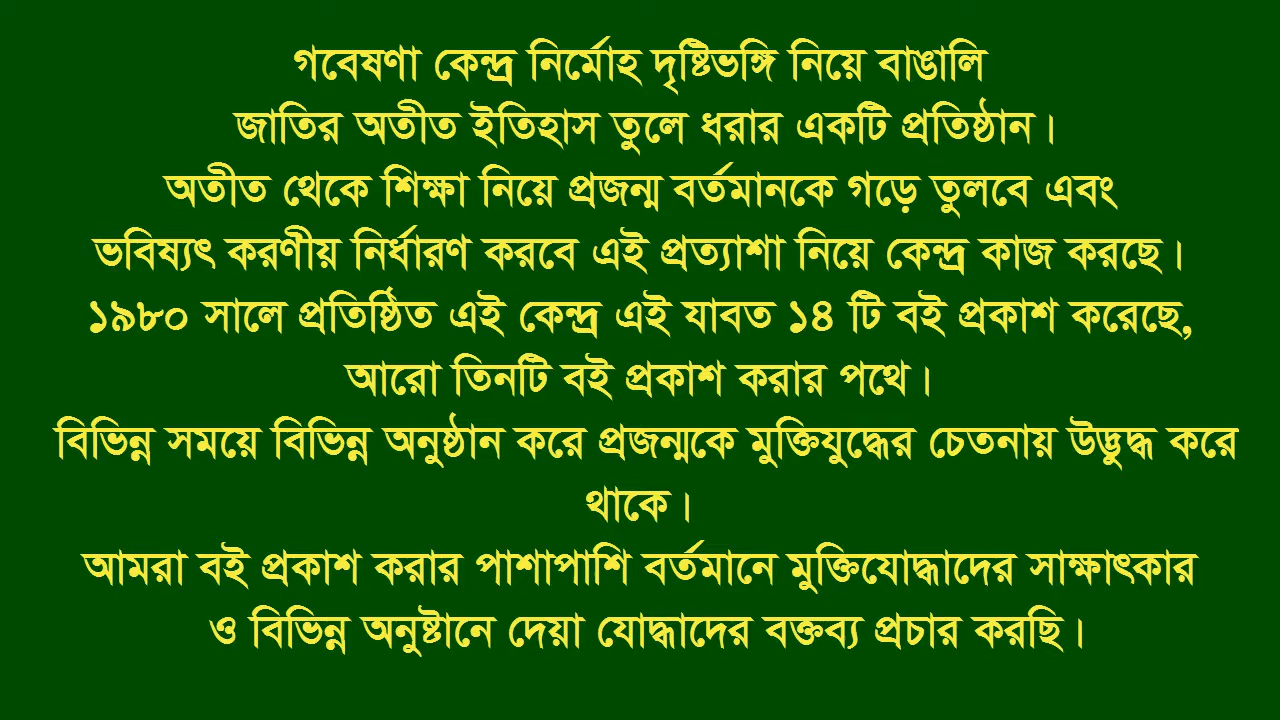 গবেষণা কেন্দ্র নির্মোহ দৃষ্টিভঙ্গি নিয়ে বাঙালি
জাতির অতীত ইতিহাস তুলে ধরার একটি প্রতিষ্ঠান।
অতীত থেকে শিক্ষা নিয়ে প্রজন্ম বর্তমানকে গড়ে তুলবে এবং
ভবিষ্যৎ করণীয় নির্ধারণ করবে এই প্রত্যাশা নিয়ে কেন্দ্র কাজ করছে।
১৯৮০ সালে প্রতিষ্ঠিত এই কেন্দ্র এই যাবত ১৪ টি বই প্রকাশ করেছে,
আরো তিনটি বই প্রকাশ করার পথে।
বিভিন্ন সময়ে বিভিন্ন অনুষ্ঠান করে প্রজন্মকে মুক্তিযুদ্ধের চেতনায় উদ্ভুদ্ধ করে
থাকে।
আমরা বই প্রকাশ করার পাশাপাশি বর্তমানে মুক্তিযোদ্ধাদের সাক্ষাৎকার
ও বিভিন্ন অনুষ্টানে দেয়া যোদ্ধাদের বক্তব্য প্রচার করছি।